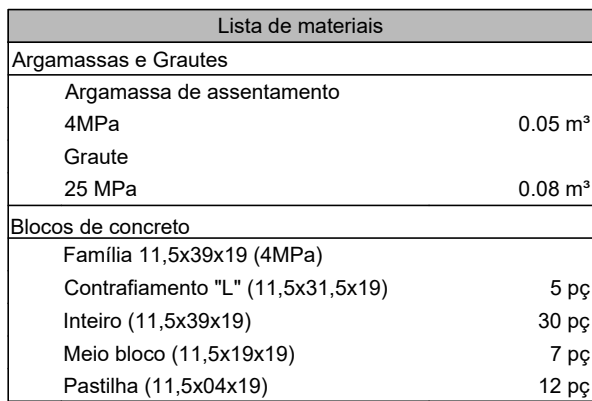 Lista de materiais
Argamassas e Grautes
Argamassa de assentamento
4MPa 0.05 m³
Graute
25 MPa 0.08 m³
Blocos de concreto
Família 11,5x39x19 (4MPa)
Contrafiamento "L" (11,5x31,5x19) 5 pç
Inteiro (11,5x39x19) 30 pç
Meio bloco (11,5x19x19) 7 pç
Pastilha (11,5x04x19) 12 pç